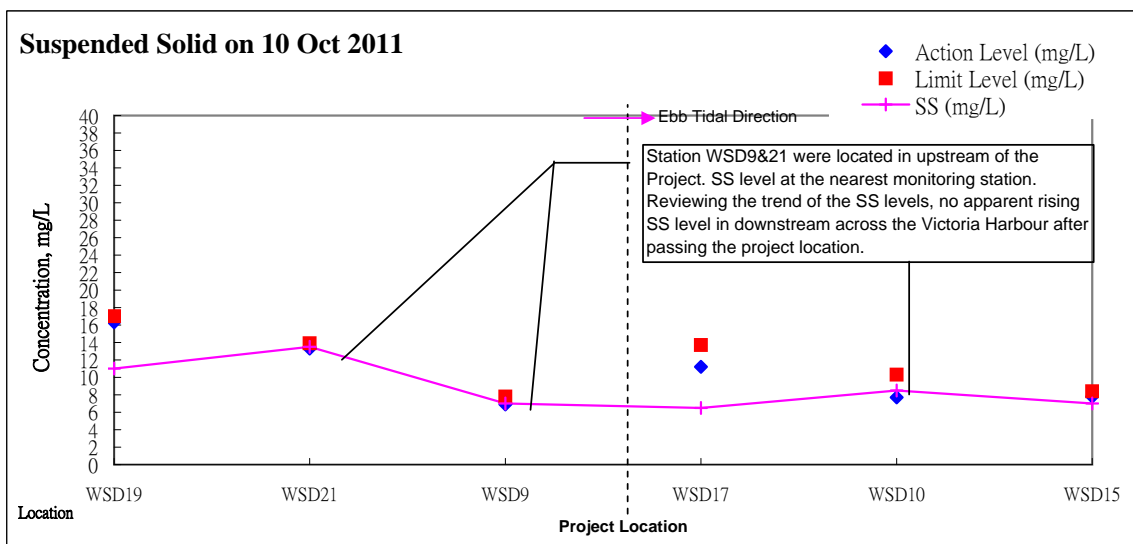 Suspended Solid on 10 Oct 2011
Action Level (mg/L)
Limit Level (mg/L)
SS (mg/L)
Ebb Tidal Direction
Station WSD9&21 were located in upstream of the
Project. SS level at the nearest monitoring station.
Reviewing the trend of the SS levels, no apparent rising
SS level in downstream across the Victoria Harbour after
passing the project location.
Concentration, mg/L
40
38
36
34
32
30
28
26
24
22
20
18
16
14
12
10
8
6
4
2
0
WSD19 WSD21 WSD9 WSD17 WSD10 WSD15
Location
Project Location